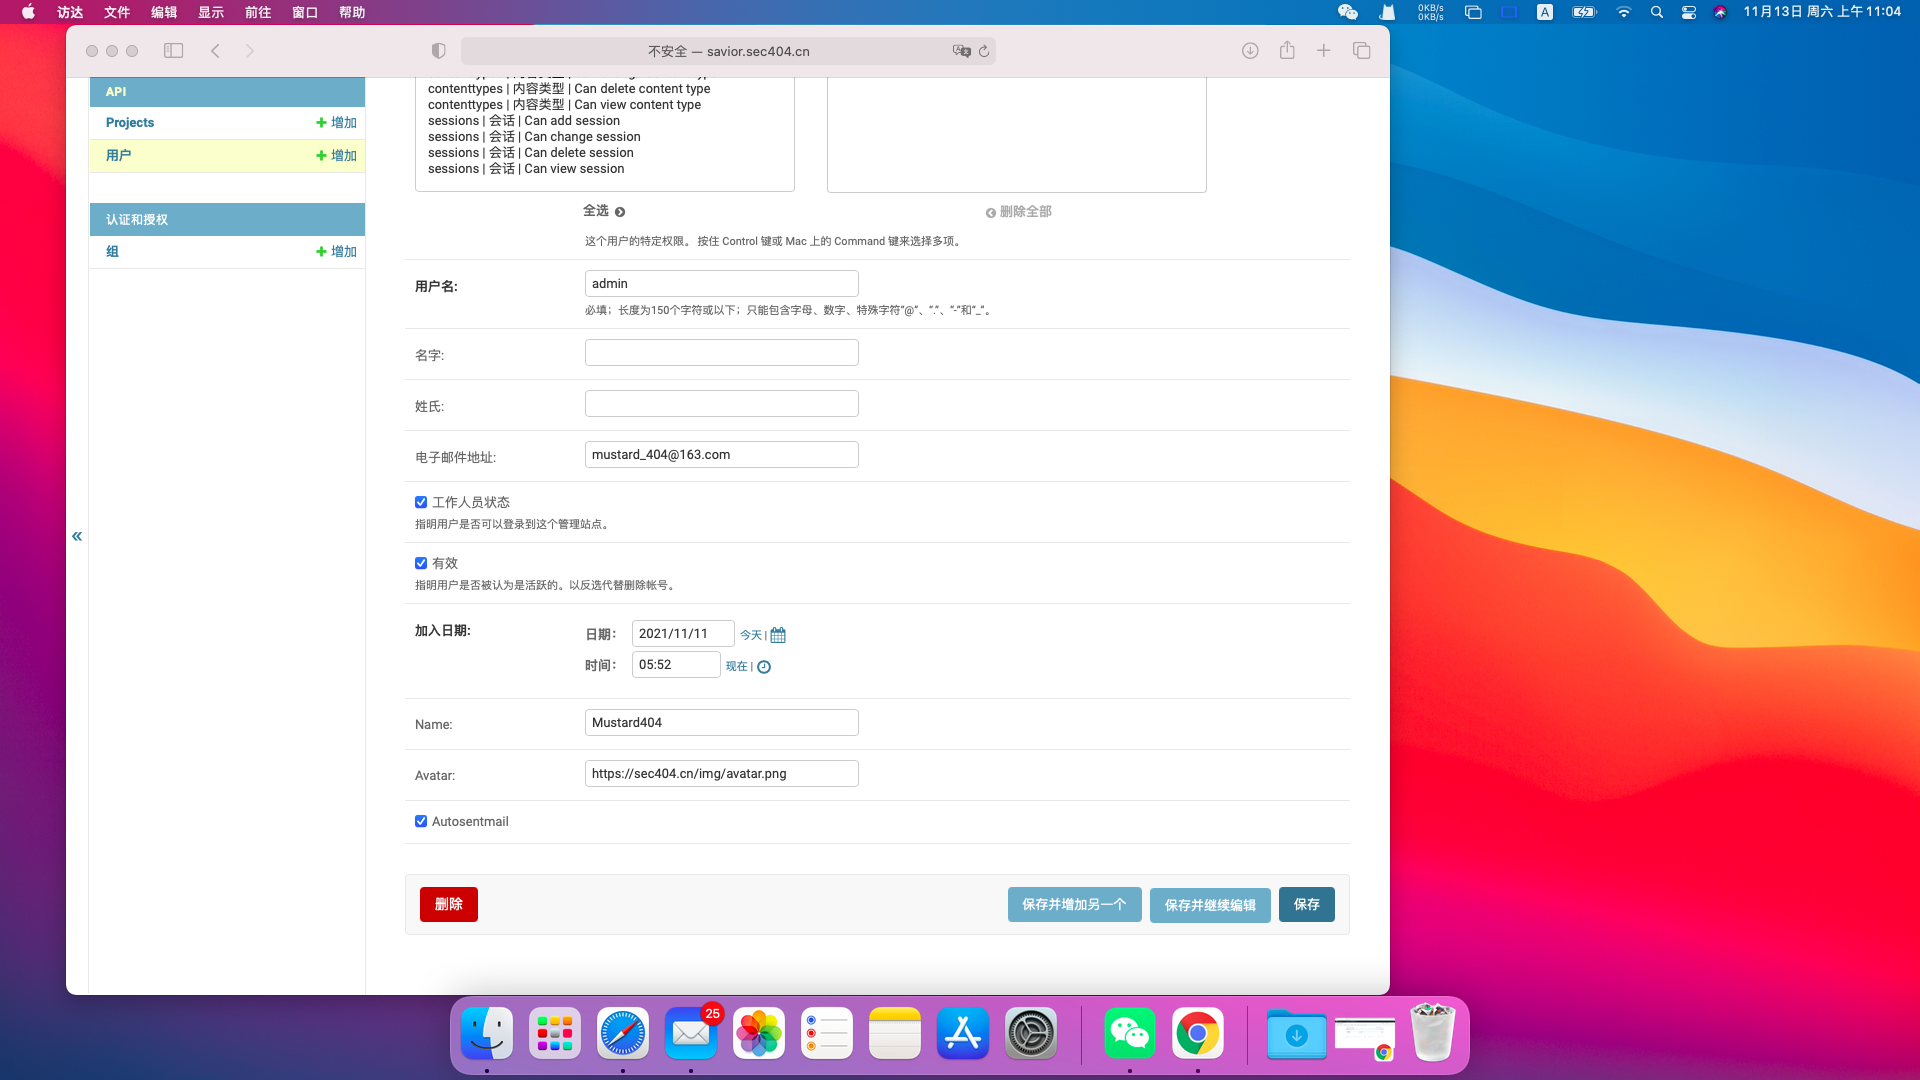 访达 文件 编辑 显示 前往 窗口 帮助
0KB/s
0KB/s
A
11月13日 周六 上午11:04
不安全 — savior.sec404.cn
API
Projects 增加
用户 增加
认证和授权
组 增加
contenttypes | 内容类型 | Can delete content type
contenttypes | 内容类型 | Can view content type
sessions | 会话 | Can add session
sessions | 会话 | Can change session
sessions | 会话 | Can delete session
sessions | 会话 | Can view session
全选
删除全部
这个用户的特定权限。 按住 Control 键或 Mac 上的 Command 键来选择多项。
用户名: admin
必填；长度为150个字符或以下；只能包含字母、数字、特殊字符“@”、“.”、“-”和“_”。
名字:
姓氏:
电子邮件地址: mustard_404@163.com
工作人员状态
指明用户是否可以登录到这个管理站点。
有效
指明用户是否被认为是活跃的。以反选代替删除帐号。
加入日期:
日期： 2021/11/11 今天 |
时间： 05:52 现在 |
Name: Mustard404
Avatar: https://sec404.cn/img/avatar.png
Autosentmail
删除
保存并增加另一个
保存并继续编辑
保存
«
25